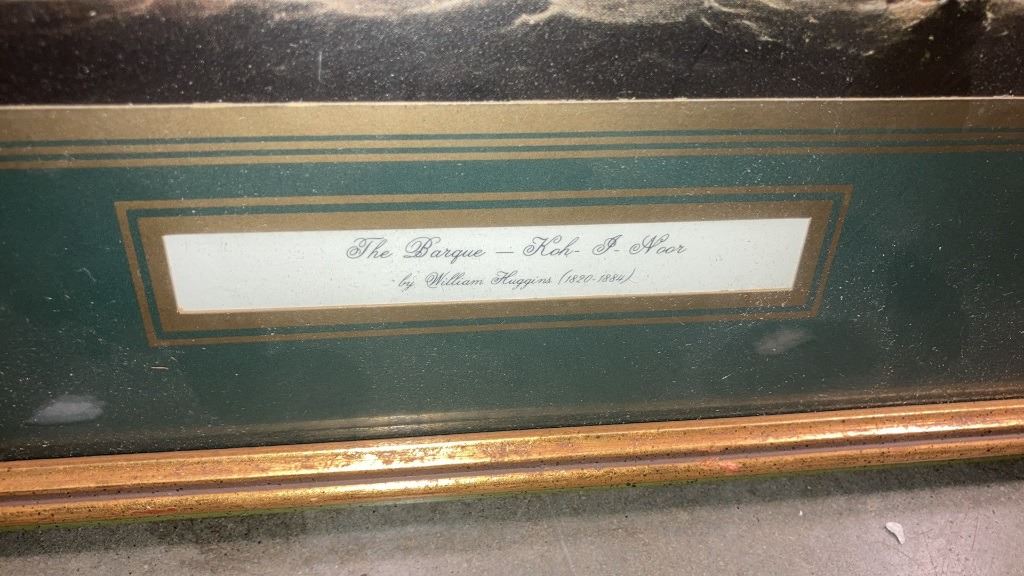 The Barque — Koh- I- Noor
by William Huggins (1820-1884)